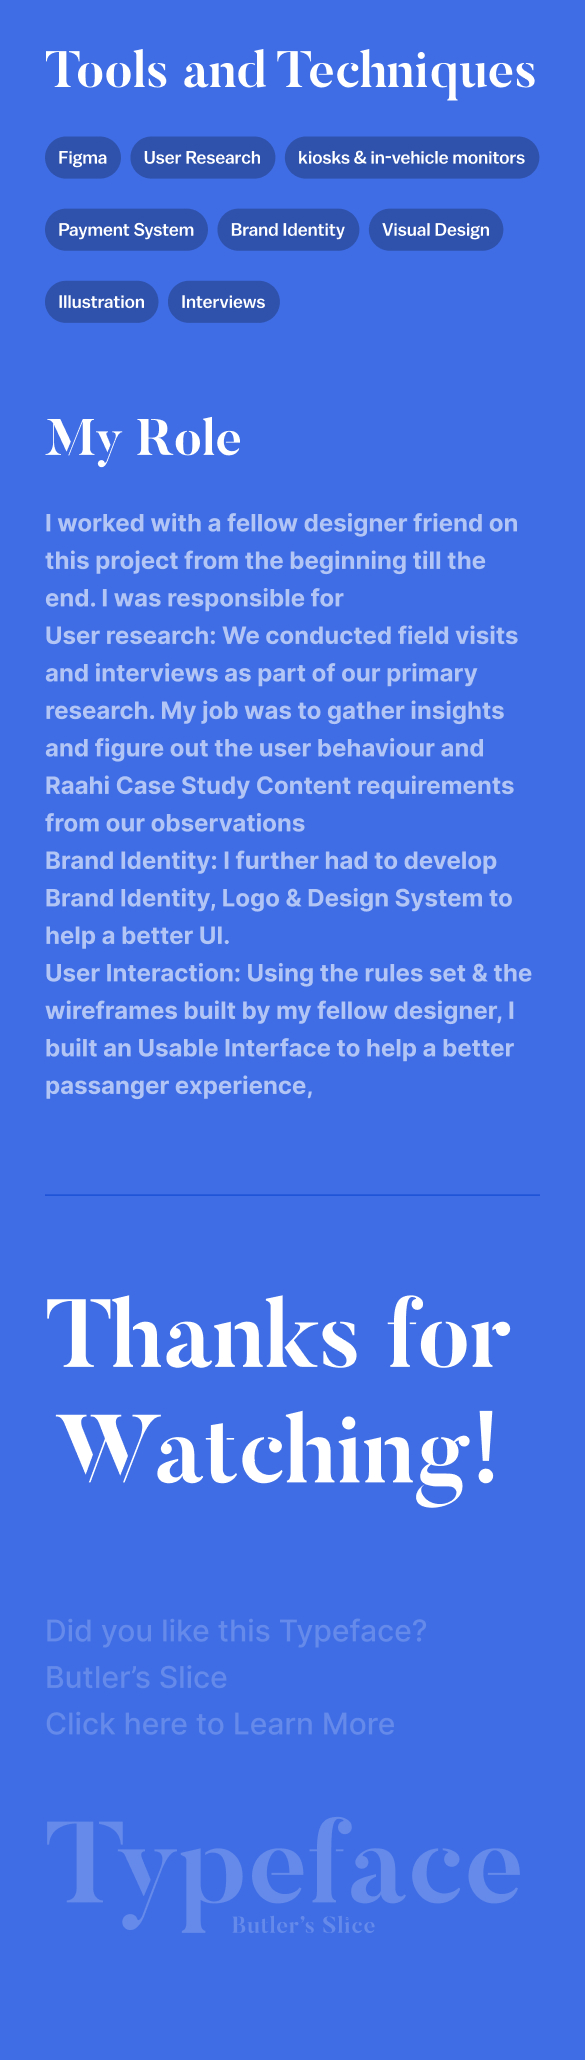 Tools and Techniques
Figma User Research kiosks & in-vehicle monitors
Payment System Brand Identity Visual Design
Illustration Interviews
My Role
I worked with a fellow designer friend on
this project from the beginning till the
end. I was responsible for
User research: We conducted field visits
and interviews as part of our primary
research. My job was to gather insights
and figure out the user behaviour and
Raahi Case Study Content requirements
from our observations
Brand Identity: I further had to develop
Brand Identity, Logo & Design System to
help a better UI.
User Interaction: Using the rules set & the
wireframes built by my fellow designer, I
built an Usable Interface to help a better
passanger experience,
Thanks for
Watching!
Did you like this Typeface?
Butler’s Slice
Click here to Learn More
Typeface
Butler's Slice